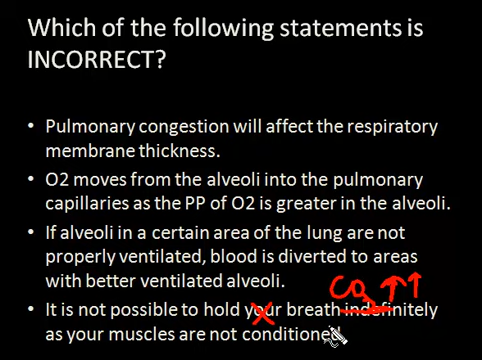 Which of the following statements is
INCORRECT?
• Pulmonary congestion will affect the respiratory
membrane thickness.
• O2 moves from the alveoli into the pulmonary
capillaries as the PP of O2 is greater in the alveoli.
• If alveoli in a certain area of the lung are not
properly ventilated, blood is diverted to areas
with better ventilated alveoli.
CO2 ↑ ↑
• It is not possible to hold your breath indefinitely
as your muscles are not conditioned